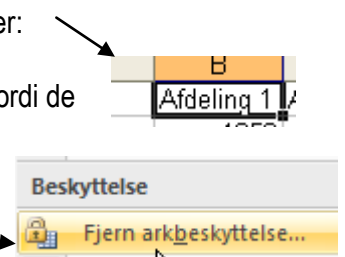 er:
B
ordi de
Afdeling 1
Beskyttelse
Fjern arkbeskyttelse...